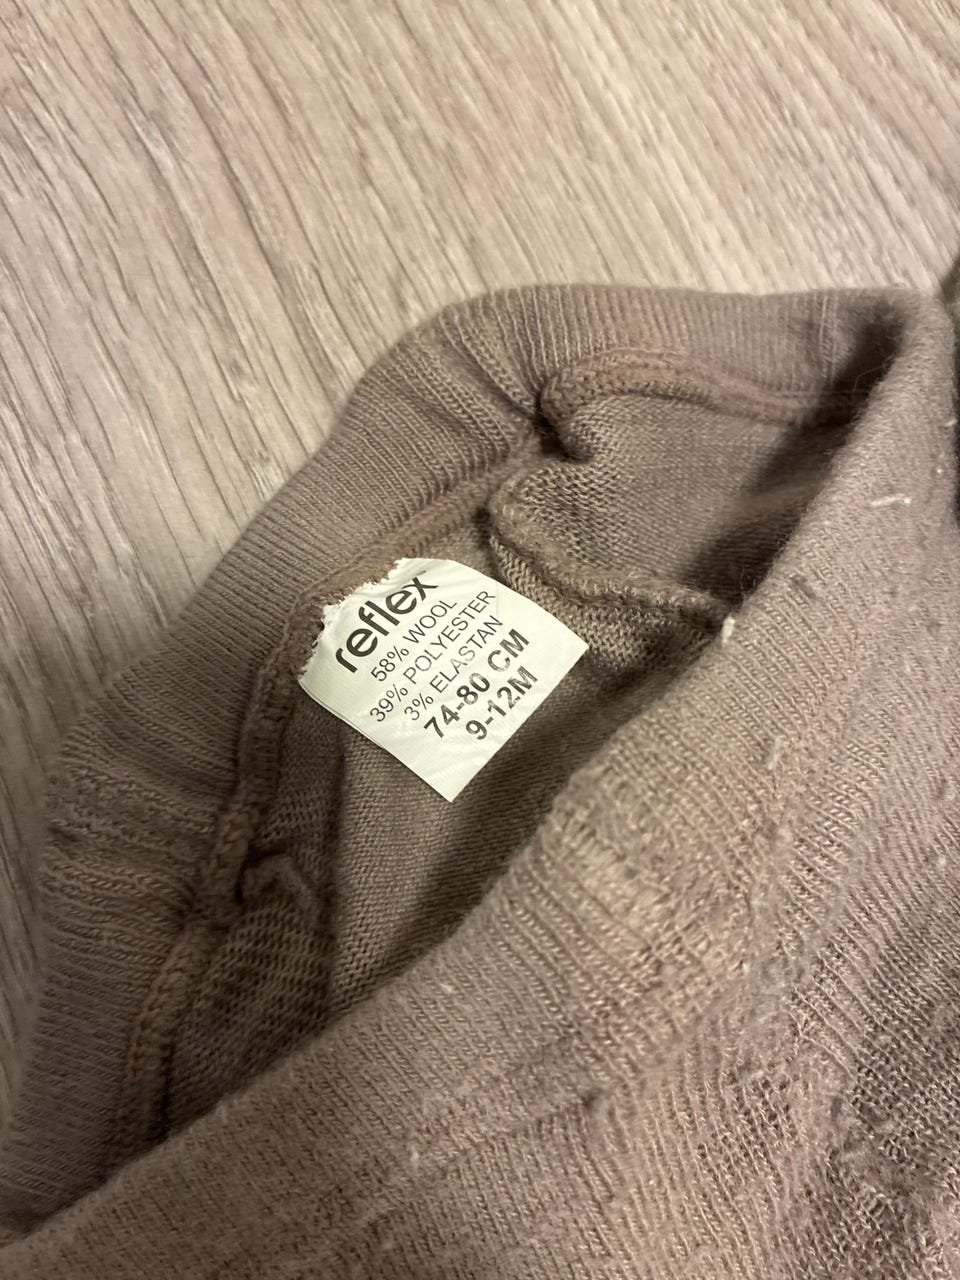 reflex
58% WOOL
39% POLYESTER
3% ELASTAN
74-80 CM
9-12M